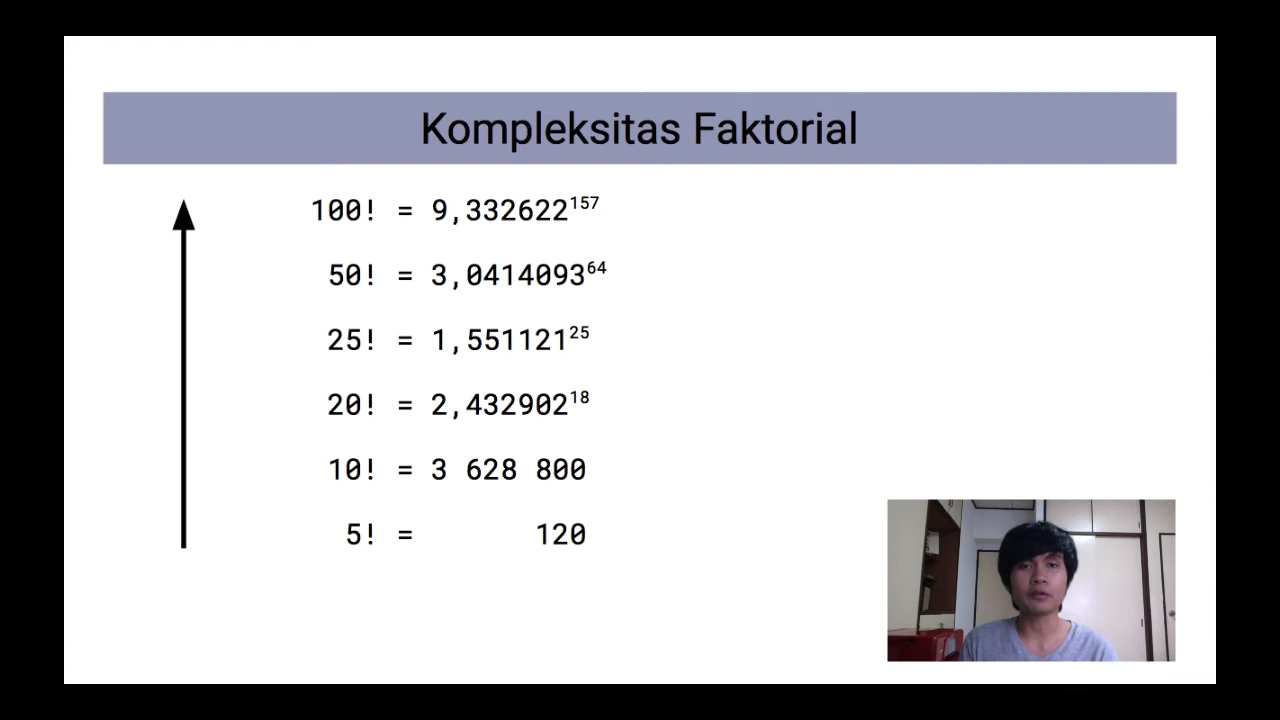 Kompleksitas Faktorial
100! = 9,332622¹⁵⁷
50! = 3,0414093⁶⁴
25! = 1,551121²⁵
20! = 2,432902¹⁸
10! = 3 628 800
5! = 120